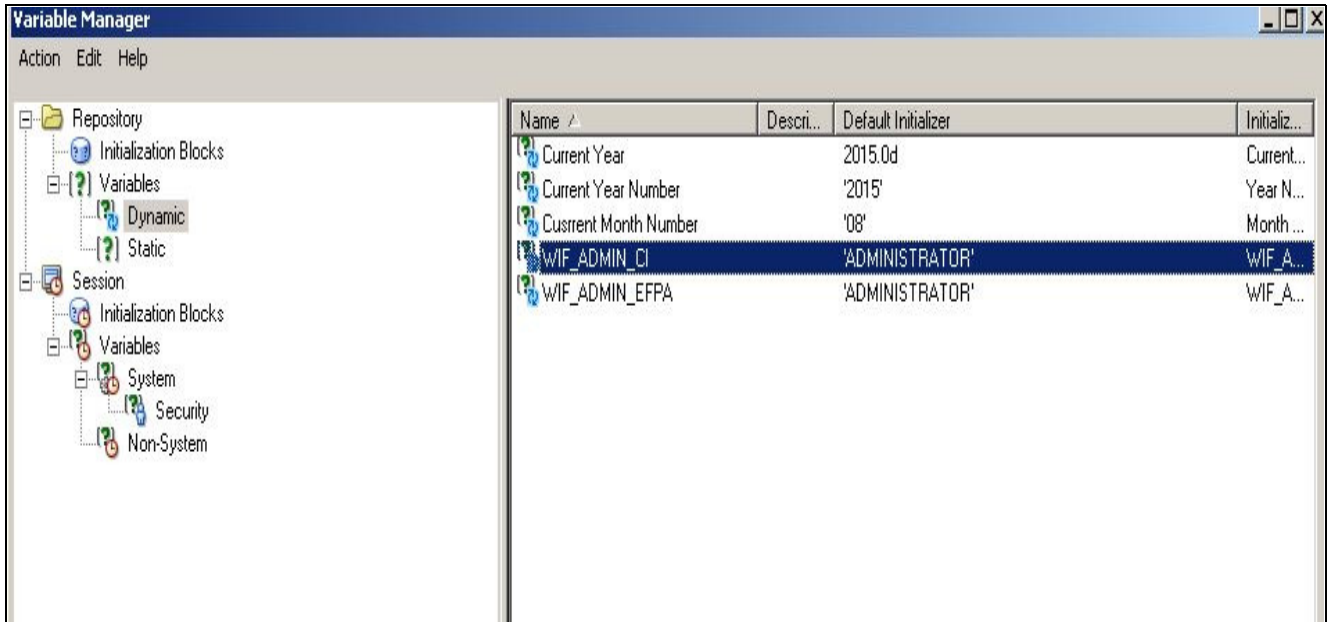 Variable Manager
Action Edit Help
Repository
Initialization Blocks
Variables
Dynamic
Static
Session
Initialization Blocks
Variables
System
Security
Non-System
Name Descri... Default Initializer Initializ...
Current Year 2015.0d Current...
Current Year Number '2015' Year N...
Cusrrent Month Number '08' Month ...
WIF_ADMIN_CI 'ADMINISTRATOR' WIF_A...
WIF_ADMIN_EFPA 'ADMINISTRATOR' WIF_A...